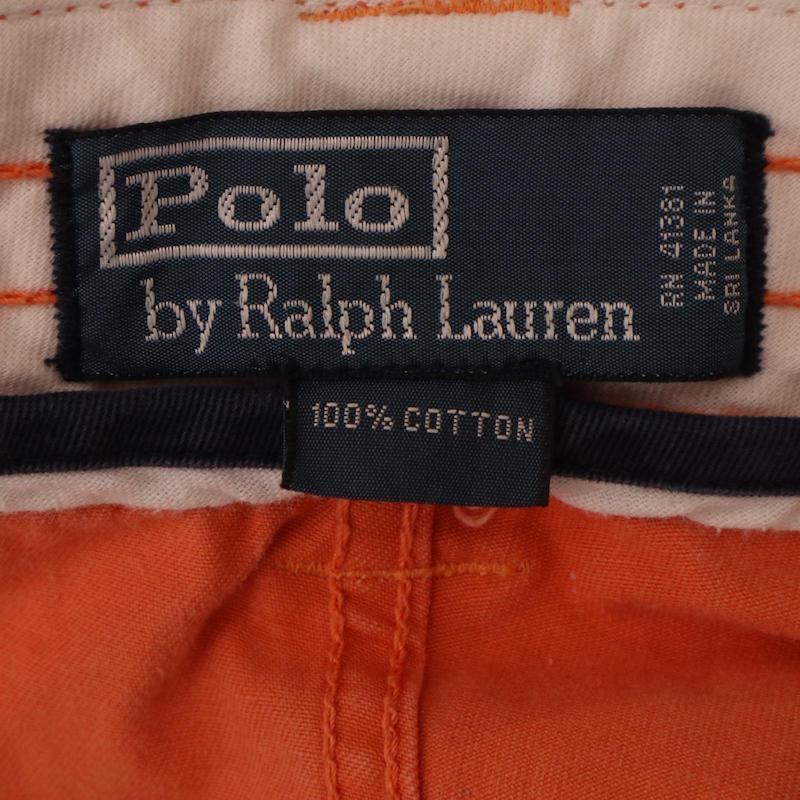 Polo
by Ralph Lauren
RN 41381
MADE IN
SRI LANKA
100% COTTON